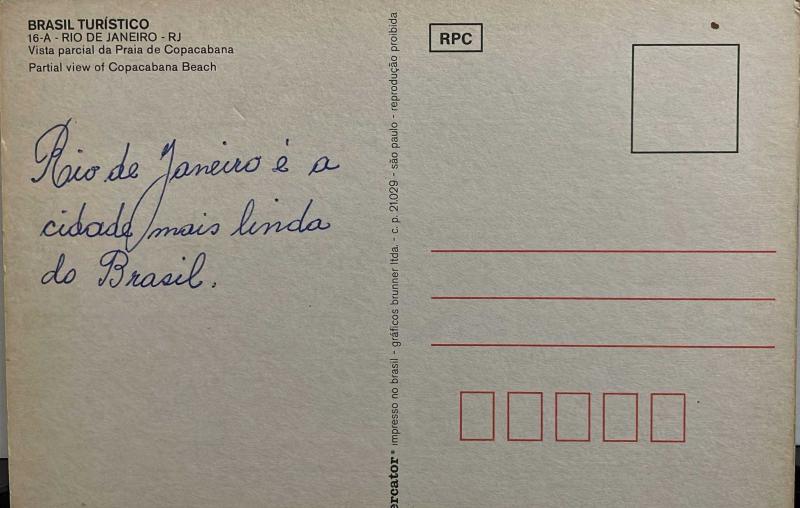 BRASIL TURÍSTICO
16-A - RIO DE JANEIRO - RJ
Vista parcial da Praia de Copacabana
Partial view of Copacabana Beach
Rio de Janeiro é a
cidade mais linda
do Brasil.
ercator® impresso no brasil - gráficos brunner ltda. - c. p. 21.029 - são paulo - reprodução proibida
RPC